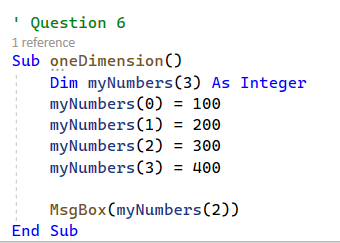 ' Question 6
1 reference
Sub oneDimension()
Dim myNumbers(3) As Integer
myNumbers(0) = 100
myNumbers(1) = 200
myNumbers(2) = 300
myNumbers(3) = 400
MsgBox(myNumbers(2))
End Sub